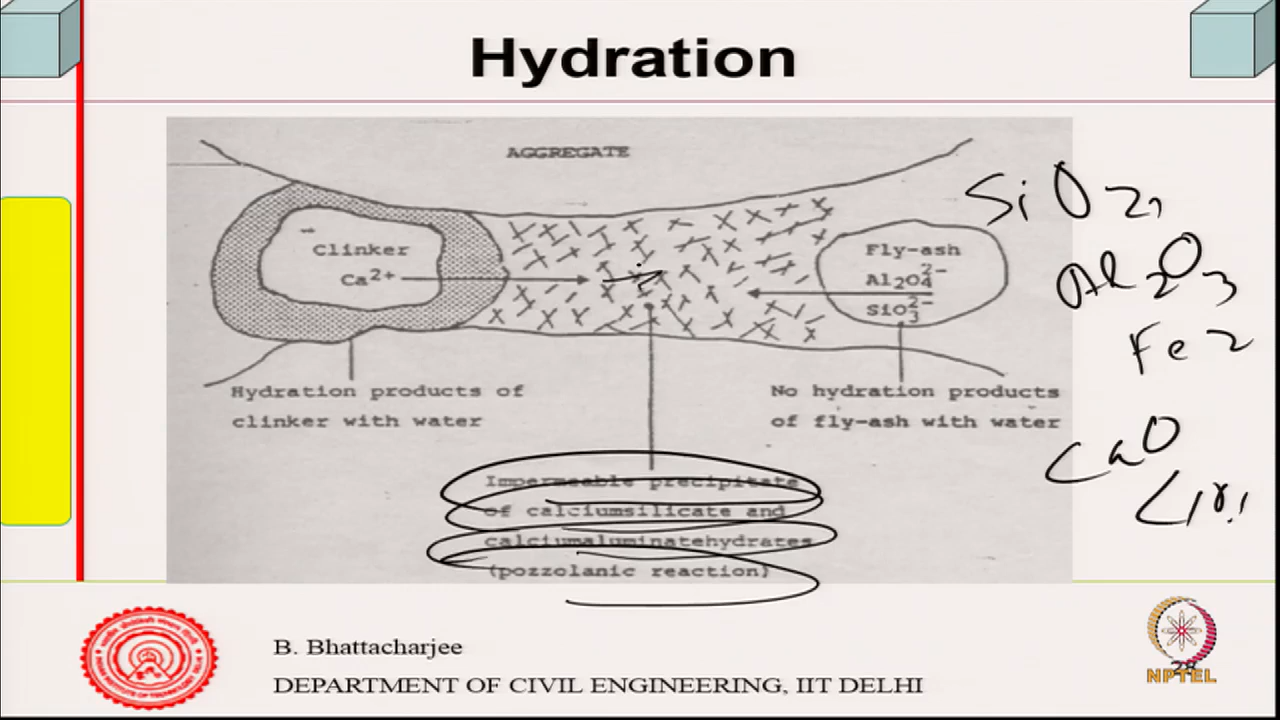 Hydration
AGGREGATE
Clinker
Ca2+
Fly-ash
Al2O4 2-
SiO3 2-
SiO2,
Al2O3
Fe2
CaO
Hydration products of
clinker with water
No hydration products
of fly-ash with water
Impermeable precipitate
of calciumsilicate and
calciumaluminatehydrates
(pozzolanic reaction)
B. Bhattacharjee
DEPARTMENT OF CIVIL ENGINEERING, IIT DELHI
NPTEL